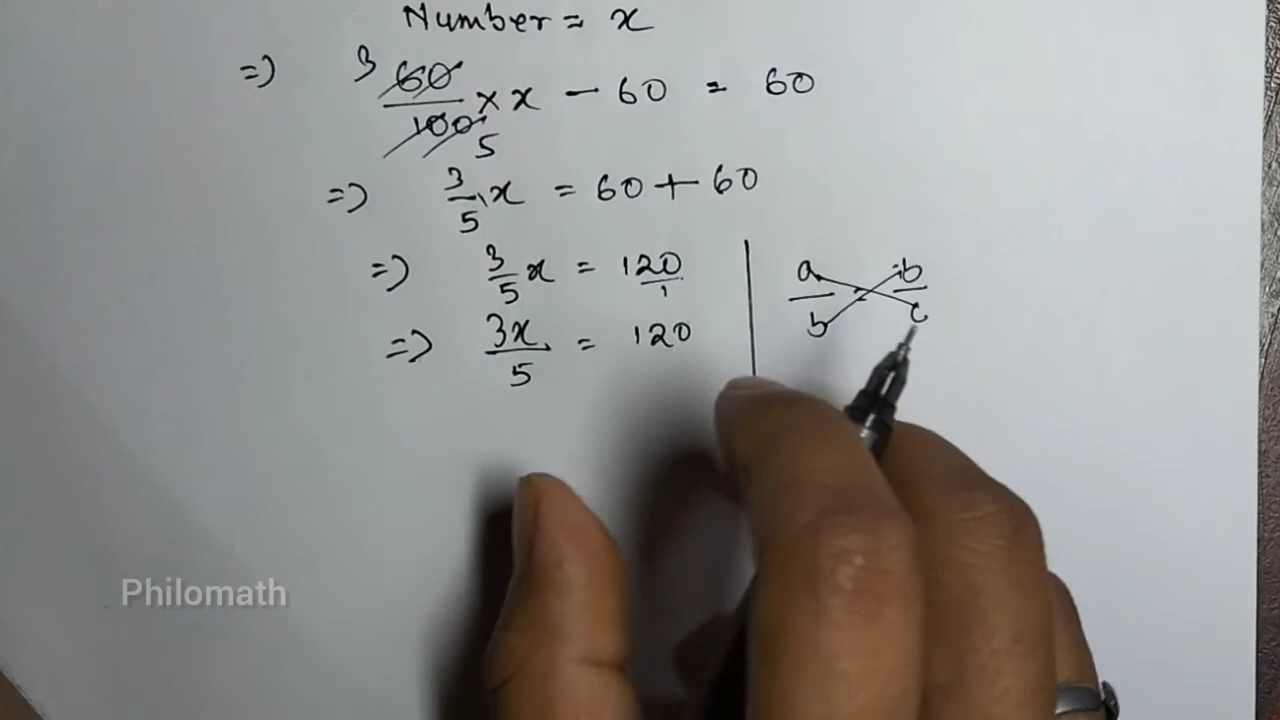 Number = x
=> 3 60/100 5 × x - 60 = 60
=> 3/5 x = 60 + 60
=> 3/5 x = 120/1
=> 3x/5 = 120
a/b = b/c
Philomath